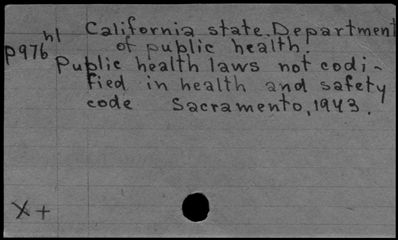 nl California state. Department
of public health.
p976 Public health laws not codi-
fied in health and safety
code Sacramento, 1943.
X+